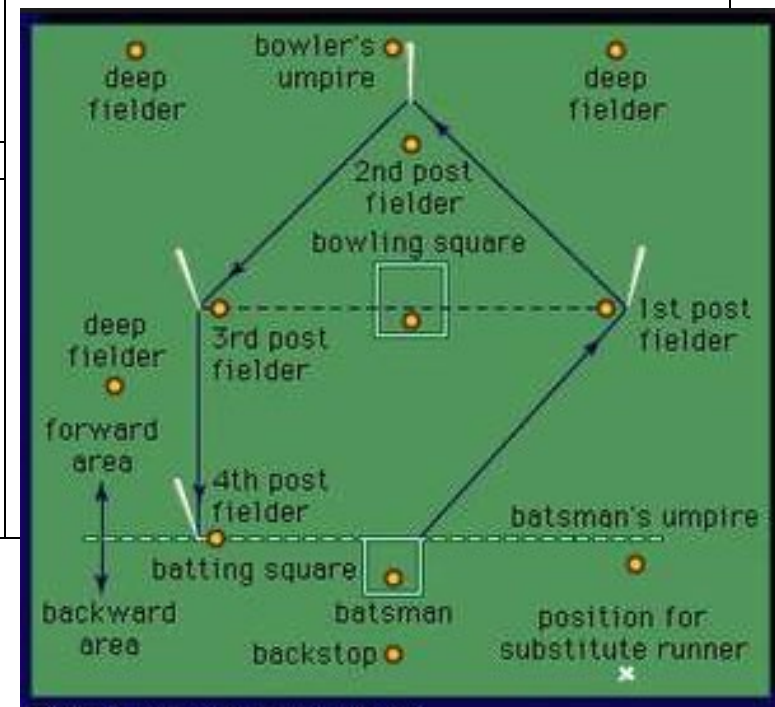 bowler's
umpire
deep
fielder
deep
fielder
2nd post
fielder
bowling square
1st post
fielder
3rd post
fielder
deep
fielder
forward
area
4th post
fielder
batsman's umpire
batting square
backward
area
batsman
position for
substitute runner
backstop